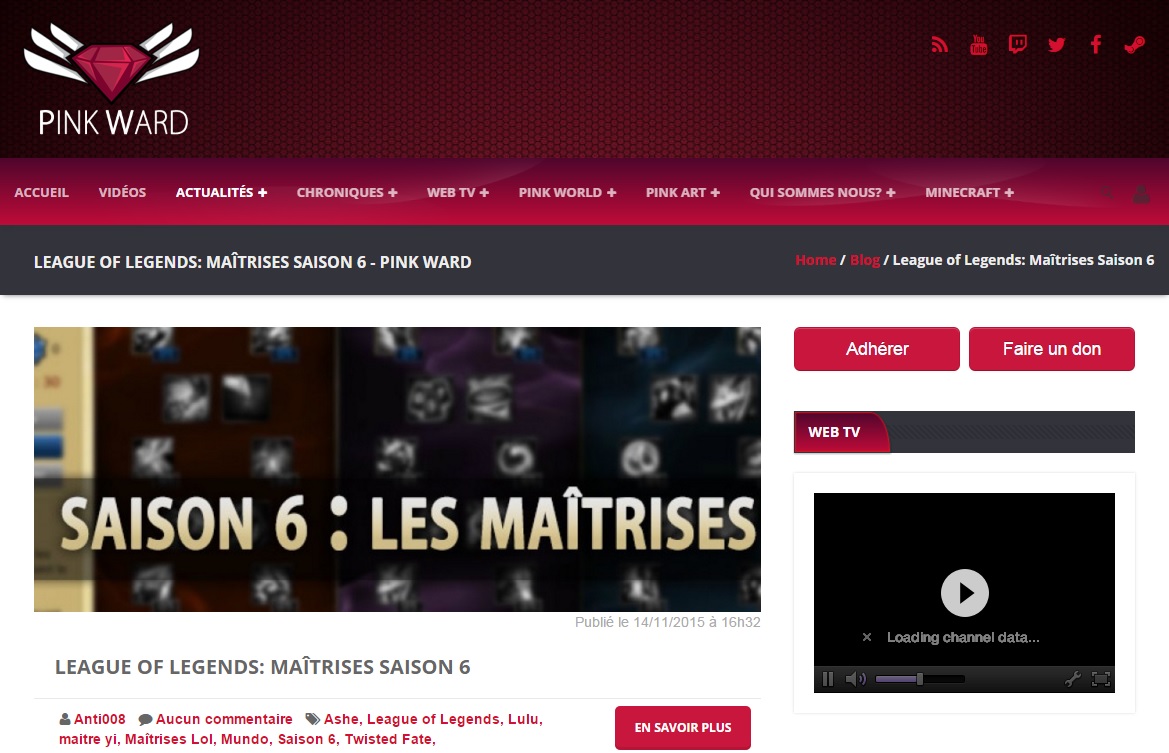 PINK WARD
ACCUEIL VIDÉOS ACTUALITÉS + CHRONIQUES + WEB TV + PINK WORLD + PINK ART + QUI SOMMES NOUS? + MINECRAFT +
LEAGUE OF LEGENDS: MAÎTRISES SAISON 6 - PINK WARD
Home / Blog / League of Legends: Maîtrises Saison 6
SAISON 6 : LES MAÎTRISES
Publié le 14/11/2015 à 16h32
LEAGUE OF LEGENDS: MAÎTRISES SAISON 6
Anti008 Aucun commentaire Ashe, League of Legends, Lulu,
maitre yi, Maîtrises Lol, Mundo, Saison 6, Twisted Fate,
EN SAVOIR PLUS
Adhérer
Faire un don
WEB TV
Loading channel data...